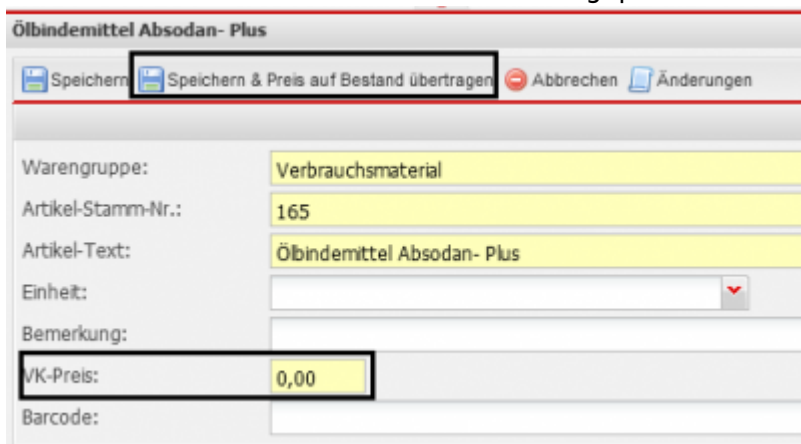 Ölbindemittel Absodan- Plus
Speichern Speichern & Preis auf Bestand übertragen Abbrechen Änderungen
Warengruppe: Verbrauchsmaterial
Artikel-Stamm-Nr.: 165
Artikel-Text: Ölbindemittel Absodan- Plus
Einheit:
Bemerkung:
VK-Preis: 0,00
Barcode: